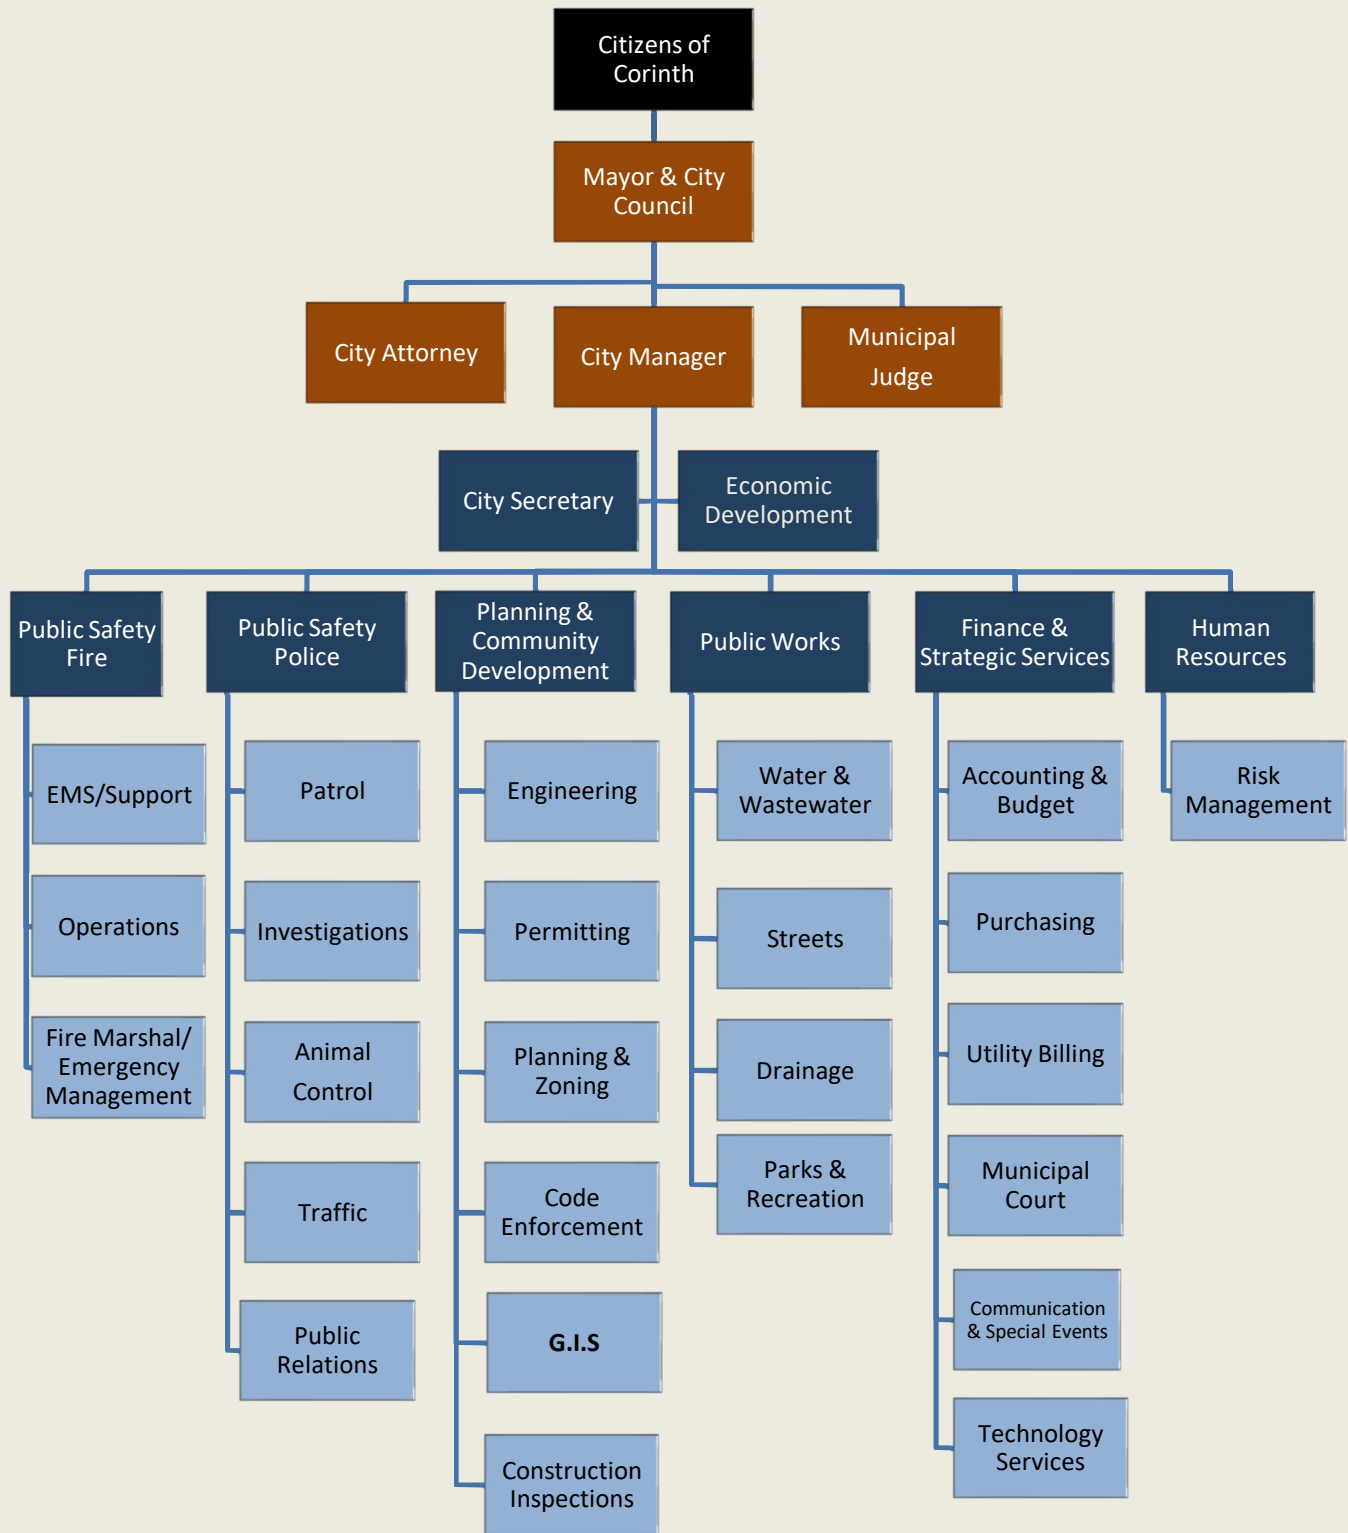 Citizens of
Corinth
Mayor & City
Council
City Attorney
City Manager
Municipal
Judge
City Secretary
Economic
Development
Public Safety
Fire
Public Safety
Police
Planning &
Community
Development
Public Works
Finance &
Strategic Services
Human
Resources
EMS/Support
Operations
Fire Marshal/
Emergency
Management
Patrol
Investigations
Animal
Control
Traffic
Public
Relations
Engineering
Permitting
Planning &
Zoning
Code
Enforcement
G.I.S
Construction
Inspections
Water &
Wastewater
Streets
Drainage
Parks &
Recreation
Accounting &
Budget
Purchasing
Utility Billing
Municipal
Court
Communication
& Special Events
Technology
Services
Risk
Management